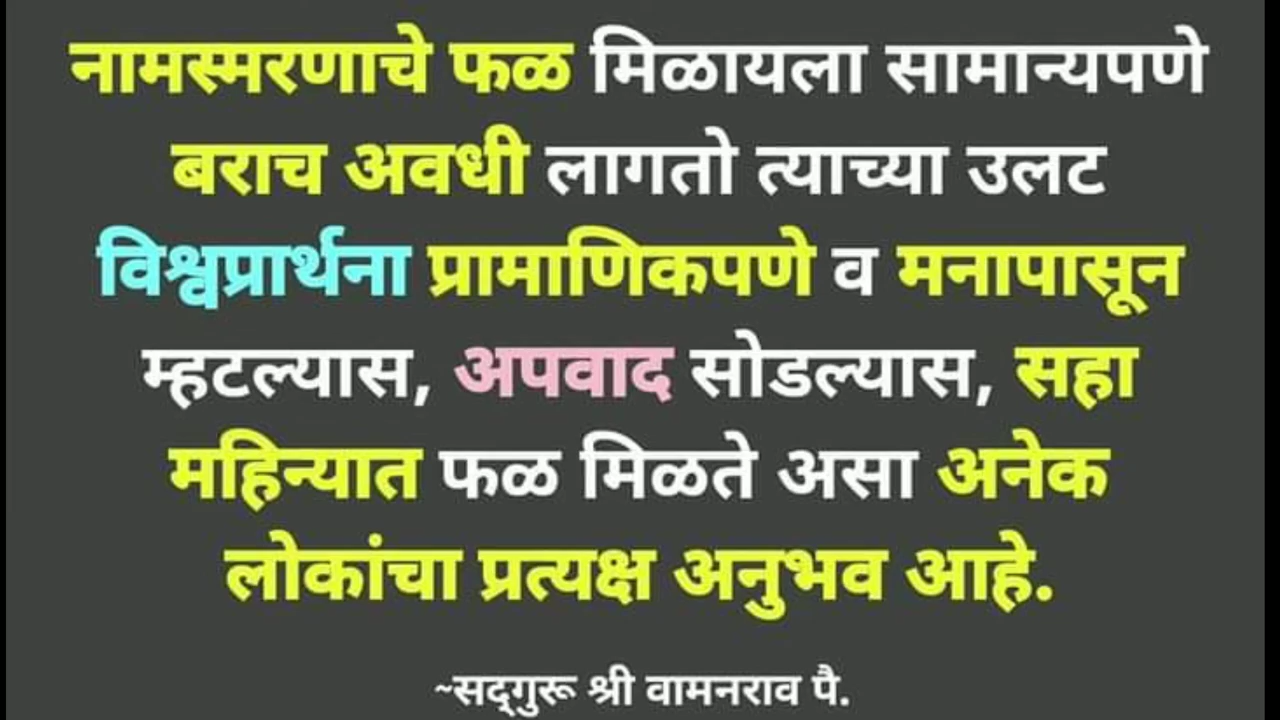 नामस्मरणाचे फळ मिळायला सामान्यपणे
बराच अवधी लागतो त्याच्या उलट
विश्वप्रार्थना प्रामाणिकपणे व मनापासून
म्हटल्यास, अपवाद सोडल्यास, सहा
महिन्यात फळ मिळते असा अनेक
लोकांचा प्रत्यक्ष अनुभव आहे.
~सद्‌गुरू श्री वामनराव पै.